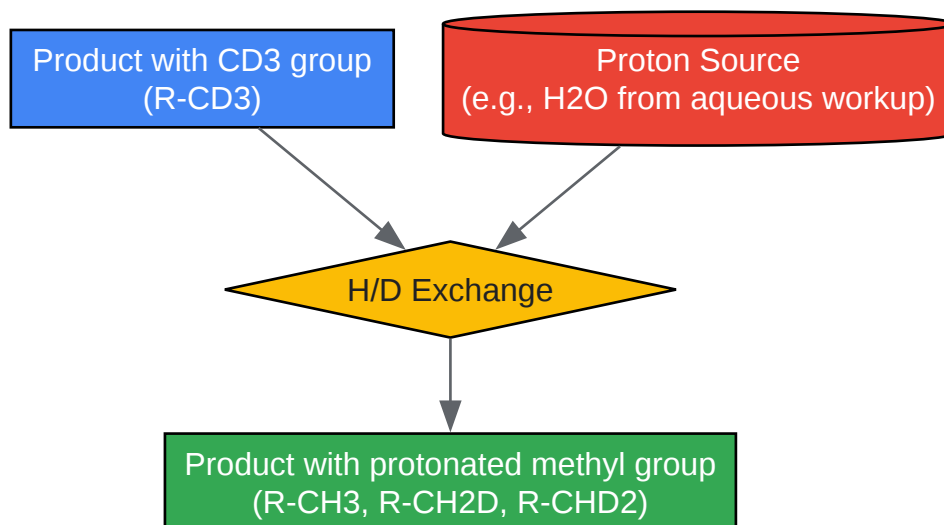 Product with CD3 group
(R-CD3)
Proton Source
(e.g., H2O from aqueous workup)
H/D Exchange
Product with protonated methyl group
(R-CH3, R-CH2D, R-CHD2)